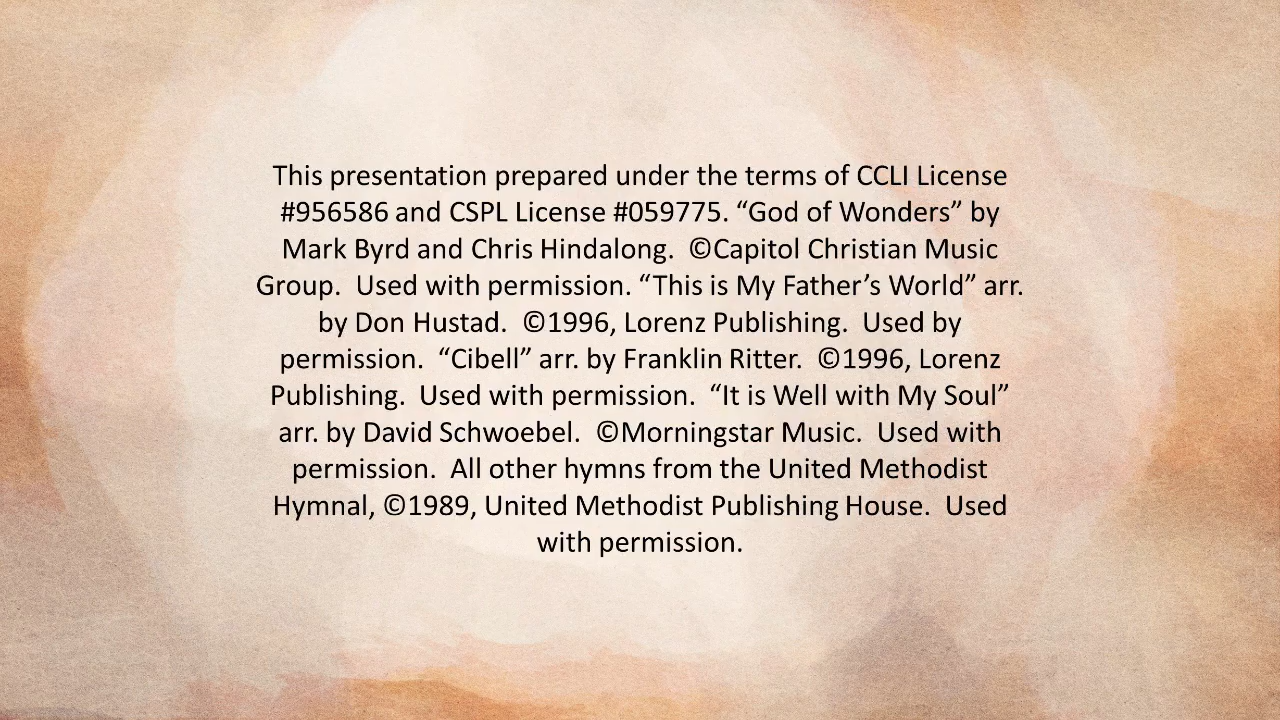 This presentation prepared under the terms of CCLI License
#956586 and CSPL License #059775. “God of Wonders” by
Mark Byrd and Chris Hindalong.  ©Capitol Christian Music
Group.  Used with permission. “This is My Father’s World” arr.
by Don Hustad.  ©1996, Lorenz Publishing.  Used by
permission.  “Cibell” arr. by Franklin Ritter.  ©1996, Lorenz
Publishing.  Used with permission.  “It is Well with My Soul”
arr. by David Schwoebel.  ©Morningstar Music.  Used with
permission.  All other hymns from the United Methodist
Hymnal, ©1989, United Methodist Publishing House.  Used
with permission.